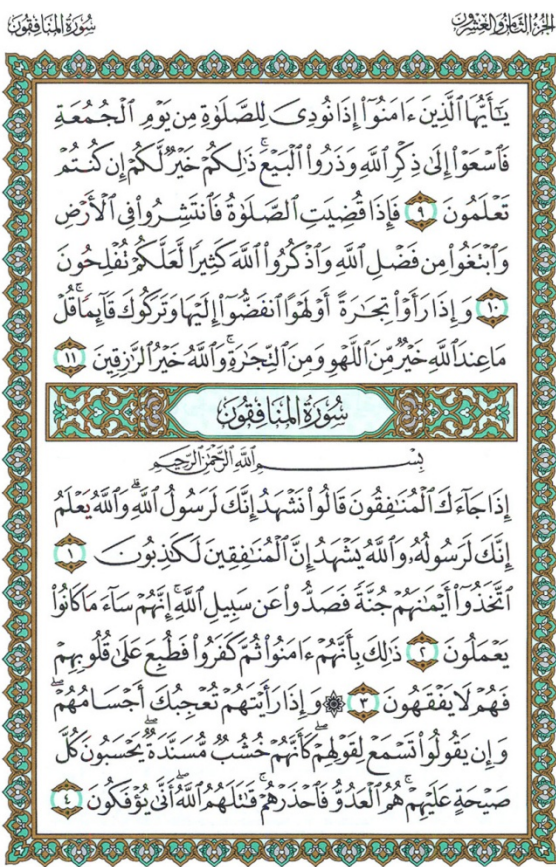 الجزء الثامن والعشرون
سورة المنافقون
يَـٰٓأَيُّهَا ٱلَّذِينَ ءَامَنُوٓا۟ إِذَا نُودِىَ لِلصَّلَوٰةِ مِن يَوْمِ ٱلْجُمُعَةِ
فَٱسْعَوْا۟ إِلَىٰ ذِكْرِ ٱللَّهِ وَذَرُوا۟ ٱلْبَيْعَ ۚ ذَٰلِكُمْ خَيْرٌ لَّكُمْ إِن كُنتُمْ
تَعْلَمُونَ ٩ فَإِذَا قُضِيَتِ ٱلصَّلَوٰةُ فَٱنتَشِرُوا۟ فِى ٱلْأَرْضِ
وَٱبْتَغُوا۟ مِن فَضْلِ ٱللَّهِ وَٱذْكُرُوا۟ ٱللَّهَ كَثِيرًا لَّعَلَّكُمْ تُفْلِحُونَ
١٠ وَإِذَا رَأَوْا۟ تِجَـٰرَةً أَوْ لَهْوًا ٱنفَضُّوٓا۟ إِلَيْهَا وَتَرَكُوكَ قَآئِمًا ۚ قُلْ
مَا عِندَ ٱللَّهِ خَيْرٌ مِّنَ ٱللَّهْوِ وَمِنَ ٱلتِّجَـٰرَةِ ۚ وَٱللَّهُ خَيْرُ ٱلرَّٰزِقِينَ ١١
سُورَةُ المُنَافِقُونَ
بِسْمِ ٱللَّهِ ٱلرَّحْمَـٰنِ ٱلرَّحِيمِ
إِذَا جَآءَكَ ٱلْمُنَـٰفِقُونَ قَالُوا۟ نَشْهَدُ إِنَّكَ لَرَسُولُ ٱللَّهِ ۗ وَٱللَّهُ يَعْلَمُ
إِنَّكَ لَرَسُولُهُۥ وَٱللَّهُ يَشْهَدُ إِنَّ ٱلْمُنَـٰفِقِينَ لَكَـٰذِبُونَ ١
ٱتَّخَذُوٓا۟ أَيْمَـٰنَهُمْ جُنَّةً فَصَدُّوا۟ عَن سَبِيلِ ٱللَّهِ ۚ إِنَّهُمْ سَآءَ مَا كَانُوا۟
يَعْمَلُونَ ٢ ذَٰلِكَ بِأَنَّهُمْ ءَامَنُوا۟ ثُمَّ كَفَرُوا۟ فَطُبِعَ عَلَىٰ قُلُوبِهِمْ
فَهُمْ لَا يَفْقَهُونَ ٣ ۞ وَإِذَا رَأَيْتَهُمْ تُعْجِبُكَ أَجْسَامُهُمْ ۖ
وَإِن يَقُولُوا۟ تَسْمَعْ لِقَوْلِهِمْ ۖ كَأَنَّهُمْ خُشُبٌ مُّسَنَّدَةٌ ۖ يَحْسَبُونَ كُلَّ
صَيْحَةٍ عَلَيْهِمْ ۚ هُمُ ٱلْعَدُوُّ فَٱحْذَرْهُمْ ۚ قَـٰتَلَهُمُ ٱللَّهُ ۖ أَنَّىٰ يُؤْفَكُونَ ٤